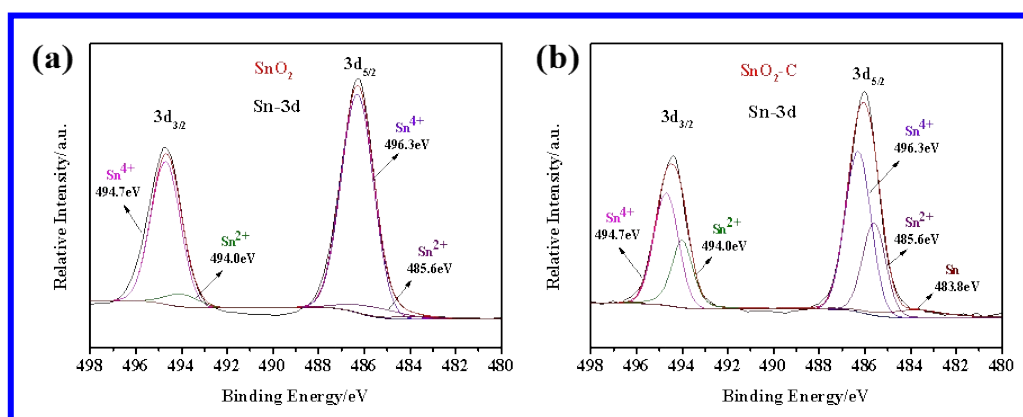 (a)
SnO2
3d5/2
Sn-3d
3d3/2
Sn4+
496.3eV
Sn4+
494.7eV
Sn2+
494.0eV
Sn2+
485.6eV
Relative Intensity/a.u.
498 496 494 492 490 488 486 484 482 480
Binding Energy/eV
(b)
SnO2-C
3d5/2
Sn-3d
3d3/2
Sn4+
496.3eV
Sn4+
494.7eV
Sn2+
494.0eV
Sn2+
485.6eV
Sn
483.8eV
Relative Intensity/a.u.
498 496 494 492 490 488 486 484 482 480
Binding Energy/eV